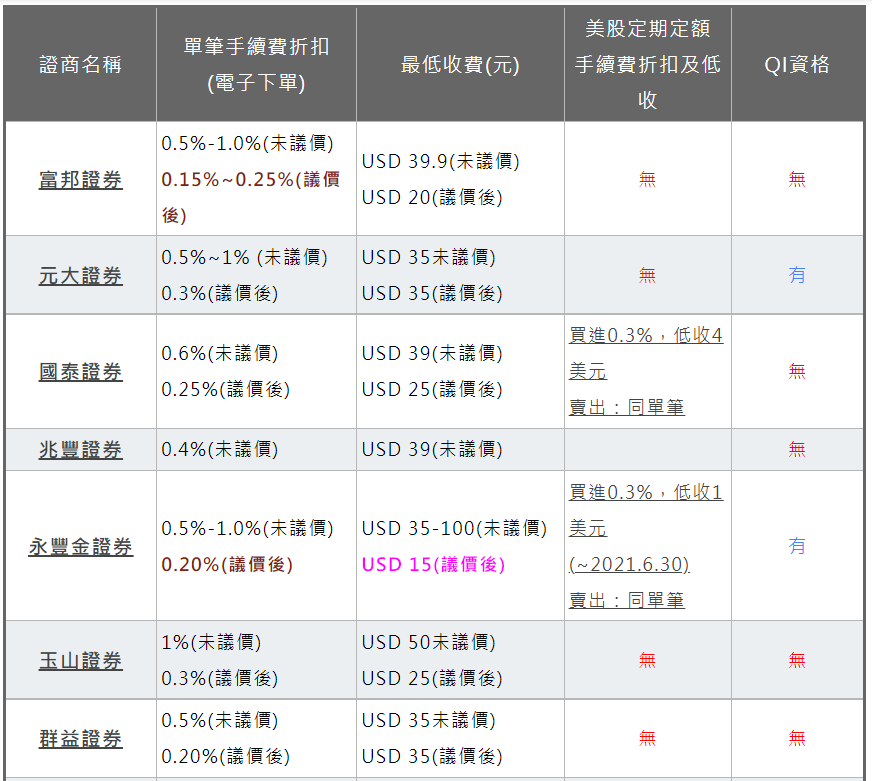 證商名稱
單筆手續費折扣
(電子下單)
最低收費(元)
美股定期定額
手續費折扣及低
收
QI資格
富邦證券
0.5%-1.0%(未議價)
0.15%~0.25%(議價
後)
USD 39.9(未議價)
USD 20(議價後)
無
無
元大證券
0.5%~1% (未議價)
0.3%(議價後)
USD 35未議價)
USD 35(議價後)
無
有
國泰證券
0.6%(未議價)
0.25%(議價後)
USD 39(未議價)
USD 25(議價後)
買進0.3%，低收4
美元
賣出：同單筆
無
兆豐證券
0.4%(未議價)
USD 39(未議價)
無
永豐金證券
0.5%-1.0%(未議價)
0.20%(議價後)
USD 35-100(未議價)
USD 15(議價後)
買進0.3%，低收1
美元
(~2021.6.30)
賣出：同單筆
有
玉山證券
1%(未議價)
0.3%(議價後)
USD 50未議價)
USD 25(議價後)
無
無
群益證券
0.5%(未議價)
0.20%(議價後)
USD 35未議價)
USD 35(議價後)
無
無